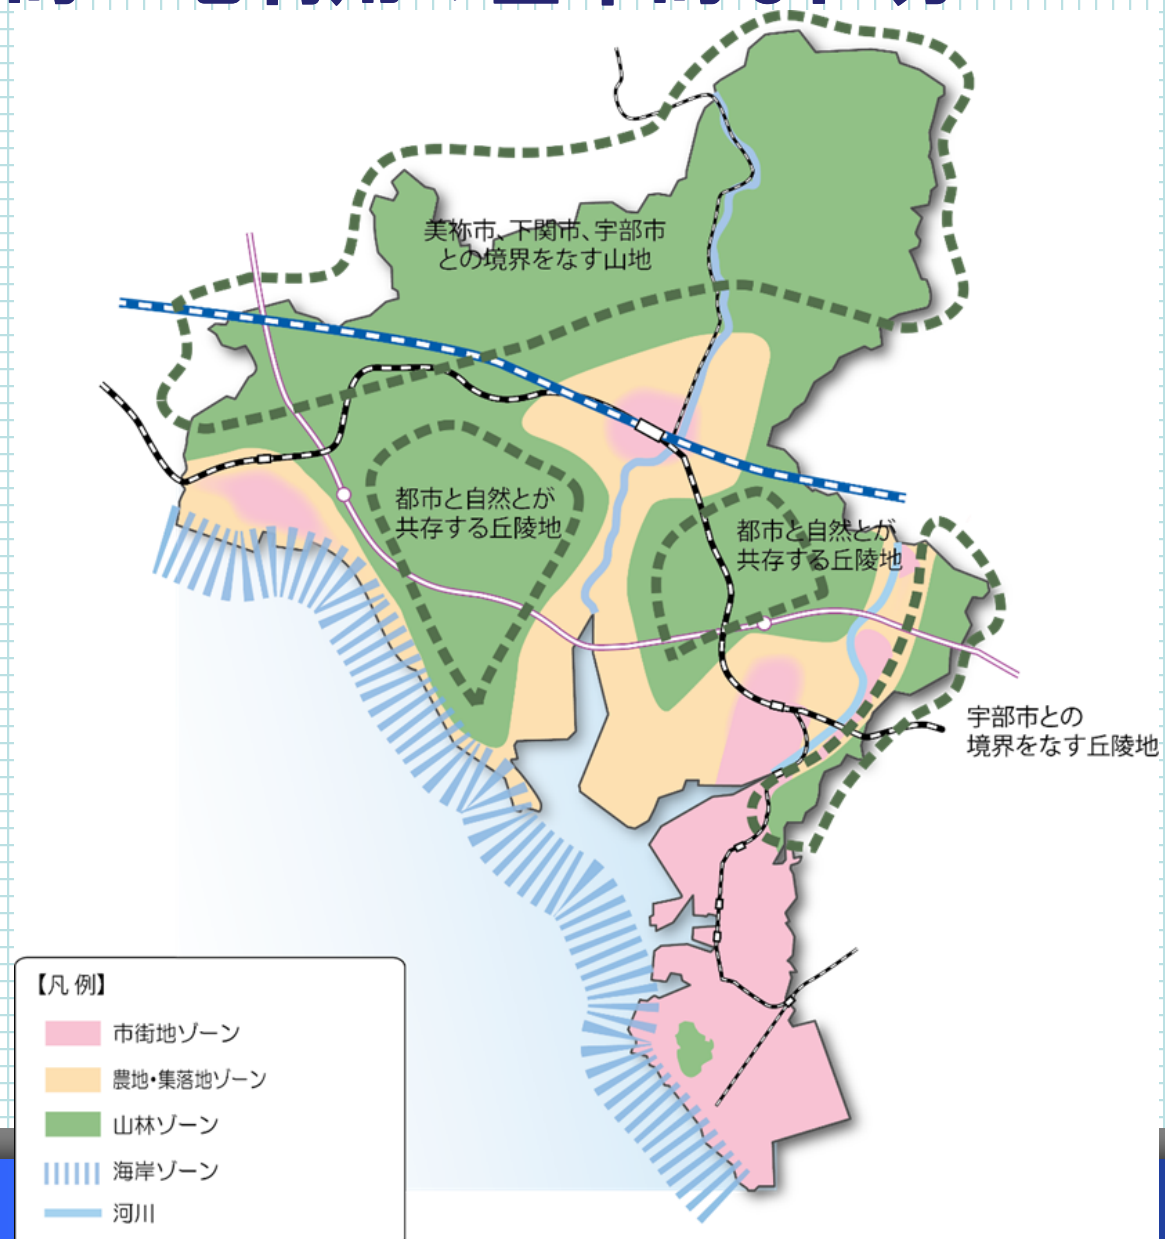 美祢市、下関市、宇部市
との境界をなす山地
都市と自然とが
共存する丘陵地
都市と自然とが
共存する丘陵地
宇部市との
境界をなす丘陵地
【凡 例】
市街地ゾーン
農地・集落地ゾーン
山林ゾーン
海岸ゾーン
河川